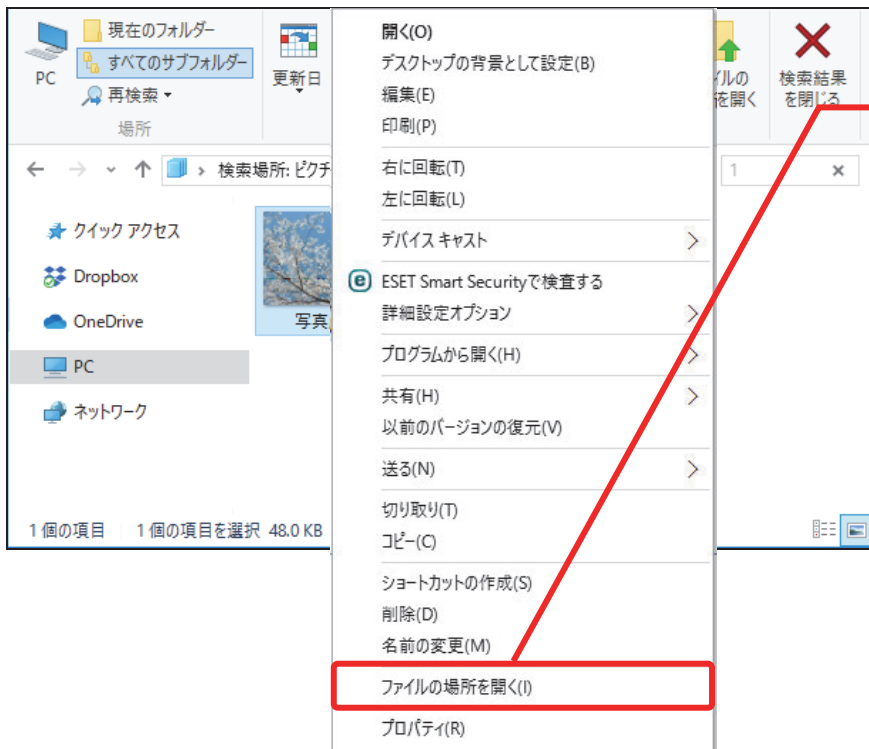 現在のフォルダー
すべてのサブフォルダー
再検索
PC
場所
更新日
イルの
を開く
検索結果
を閉じる
検索場所: ピクチ
1
クイック アクセス
Dropbox
OneDrive
PC
ネットワーク
写真
1 個の項目
1 個の項目を選択 48.0 KB
開く(O)
デスクトップの背景として設定(B)
編集(E)
印刷(P)
右に回転(T)
左に回転(L)
デバイス キャスト
ESET Smart Securityで検査する
詳細設定オプション
プログラムから開く(H)
共有(H)
以前のバージョンの復元(V)
送る(N)
切り取り(T)
コピー(C)
ショートカットの作成(S)
削除(D)
名前の変更(M)
ファイルの場所を開く(I)
プロパティ(R)